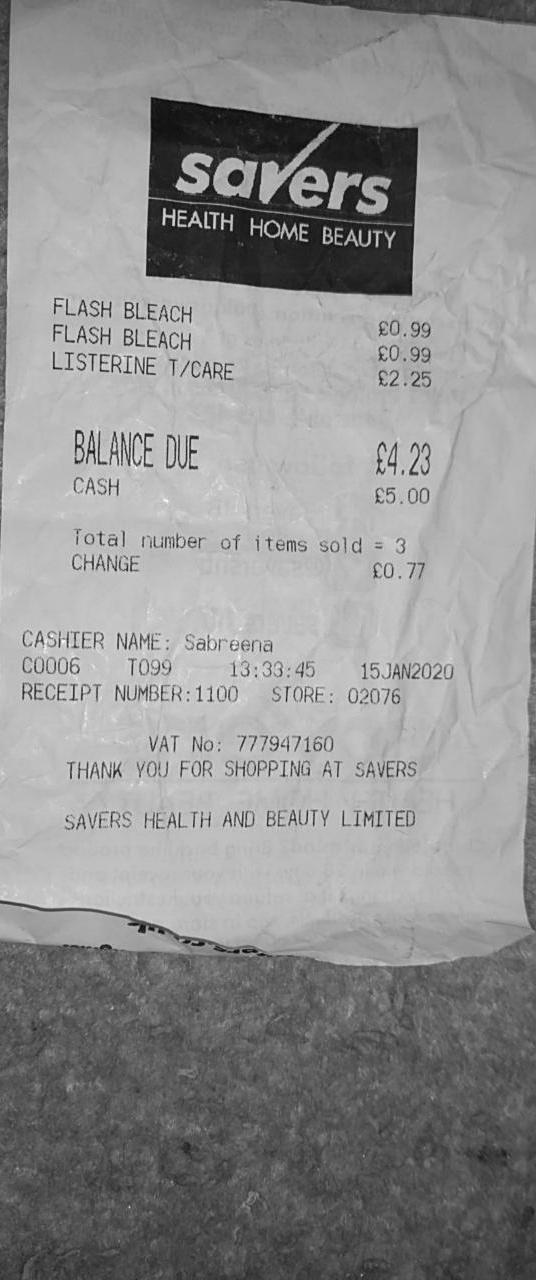 savers
HEALTH HOME BEAUTY
FLASH BLEACH £0.99
FLASH BLEACH £0.99
LISTERINE T/CARE £2.25
BALANCE DUE £4.23
CASH £5.00
Total number of items sold = 3
CHANGE £0.77
CASHIER NAME: Sabreena
C0006 T099 13:33:45 15JAN2020
RECEIPT NUMBER:1100 STORE: 02076
VAT No: 777947160
THANK YOU FOR SHOPPING AT SAVERS
SAVERS HEALTH AND BEAUTY LIMITED